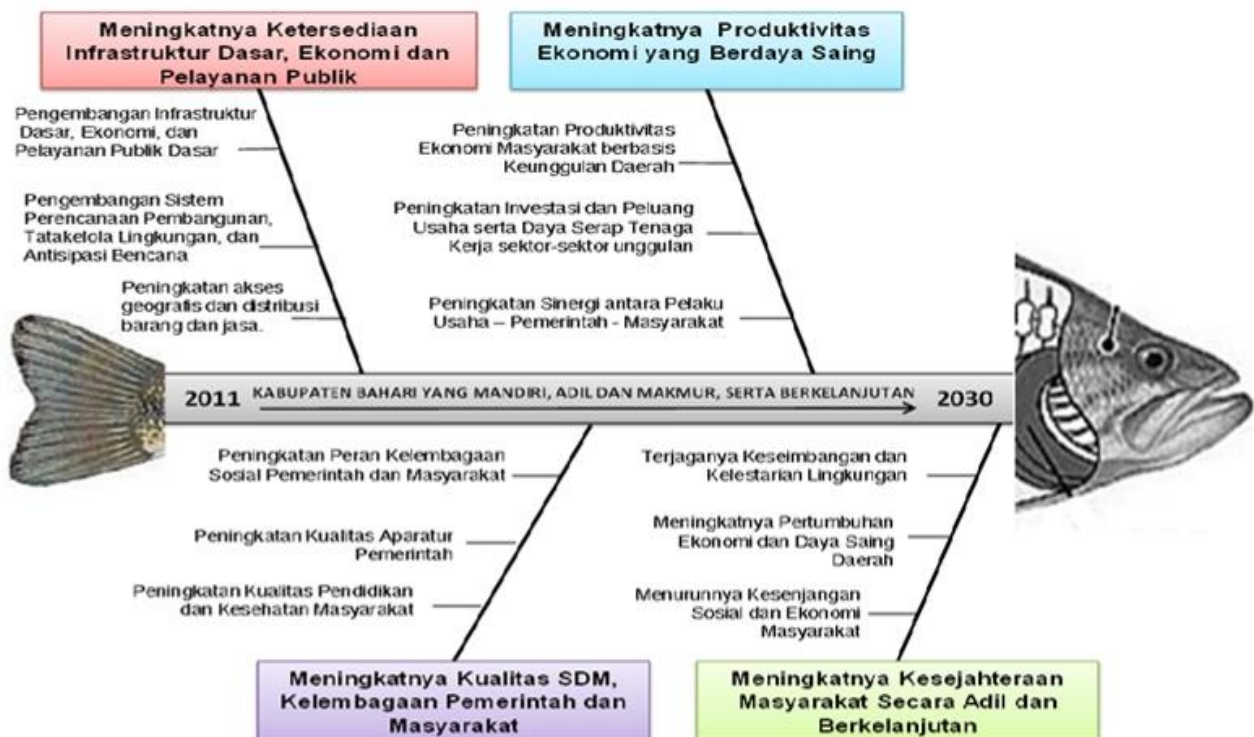 Meningkatnya Ketersediaan
Infrastruktur Dasar, Ekonomi dan
Pelayanan Publik
Pengembangan Infrastruktur
Dasar, Ekonomi, dan
Pelayanan Publik Dasar
Pengembangan Sistem
Perencanaan Pembangunan,
Tatakelola Lingkungan, dan
Antisipasi Bencana
Peningkatan akses
geografis dan distribusi
barang dan jasa.
Meningkatnya Produktivitas
Ekonomi yang Berdaya Saing
Peningkatan Produktivitas
Ekonomi Masyarakat berbasis
Keunggulan Daerah
Peningkatan Investasi dan Peluang
Usaha serta Daya Serap Tenaga
Kerja sektor-sektor unggulan
Peningkatan Sinergi antara Pelaku
Usaha – Pemerintah - Masyarakat
2011 KABUPATEN BAHARI YANG MANDIRI, ADIL DAN MAKMUR, SERTA BERKELANJUTAN 2030
Peningkatan Peran Kelembagaan
Sosial Pemerintah dan Masyarakat
Peningkatan Kualitas Aparatur
Pemerintah
Peningkatan Kualitas Pendidikan
dan Kesehatan Masyarakat
Meningkatnya Kualitas SDM,
Kelembagaan Pemerintah dan
Masyarakat
Terjaganya Keseimbangan dan
Kelestarian Lingkungan
Meningkatnya Pertumbuhan
Ekonomi dan Daya Saing
Daerah
Menurunnya Kesenjangan
Sosial dan Ekonomi
Masyarakat
Meningkatnya Kesejahteraan
Masyarakat Secara Adil dan
Berkelanjutan